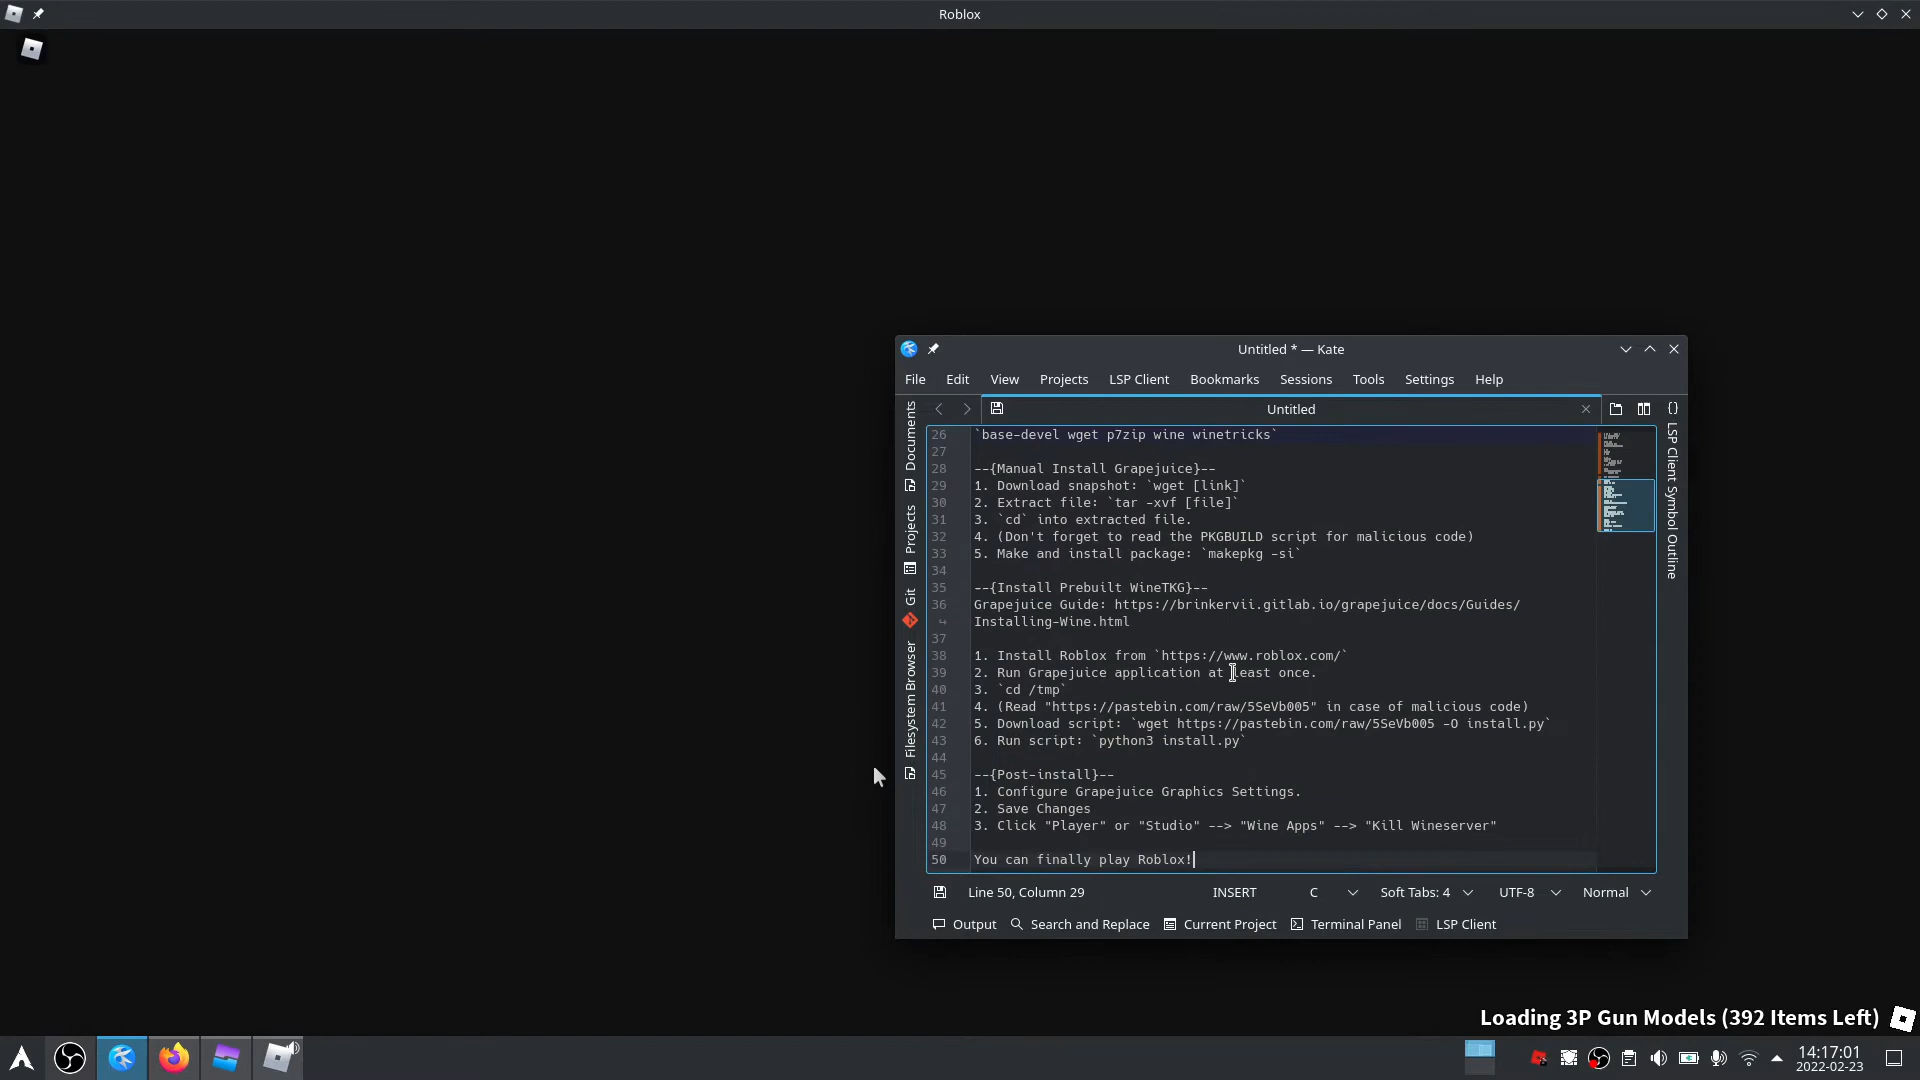 Roblox
Untitled * — Kate
File Edit View Projects LSP Client Bookmarks Sessions Tools Settings Help
Untitled
Documents
Projects
Git
Filesystem Browser
LSP Client Symbol Outline
26 `base-devel wget p7zip wine winetricks`
27
28 --{Manual Install Grapejuice}--
29 1. Download snapshot: `wget [link]`
30 2. Extract file: `tar -xvf [file]`
31 3. `cd` into extracted file.
32 4. (Don't forget to read the PKGBUILD script for malicious code)
33 5. Make and install package: `makepkg -si`
34
35 --{Install Prebuilt WineTKG}--
36 Grapejuice Guide: https://brinkervii.gitlab.io/grapejuice/docs/Guides/
Installing-Wine.html
37
38 1. Install Roblox from `https://www.roblox.com/`
39 2. Run Grapejuice application at least once.
40 3. `cd /tmp`
41 4. (Read "https://pastebin.com/raw/5SeVb005" in case of malicious code)
42 5. Download script: `wget https://pastebin.com/raw/5SeVb005 -O install.py`
43 6. Run script: `python3 install.py`
44
45 --{Post-install}--
46 1. Configure Grapejuice Graphics Settings.
47 2. Save Changes
48 3. Click "Player" or "Studio" --> "Wine Apps" --> "Kill Wineserver"
49
50 You can finally play Roblox!
Line 50, Column 29 INSERT C Soft Tabs: 4 UTF-8 Normal
Output Search and Replace Current Project Terminal Panel LSP Client
Loading 3P Gun Models (392 Items Left)
14:17:01
2022-02-23